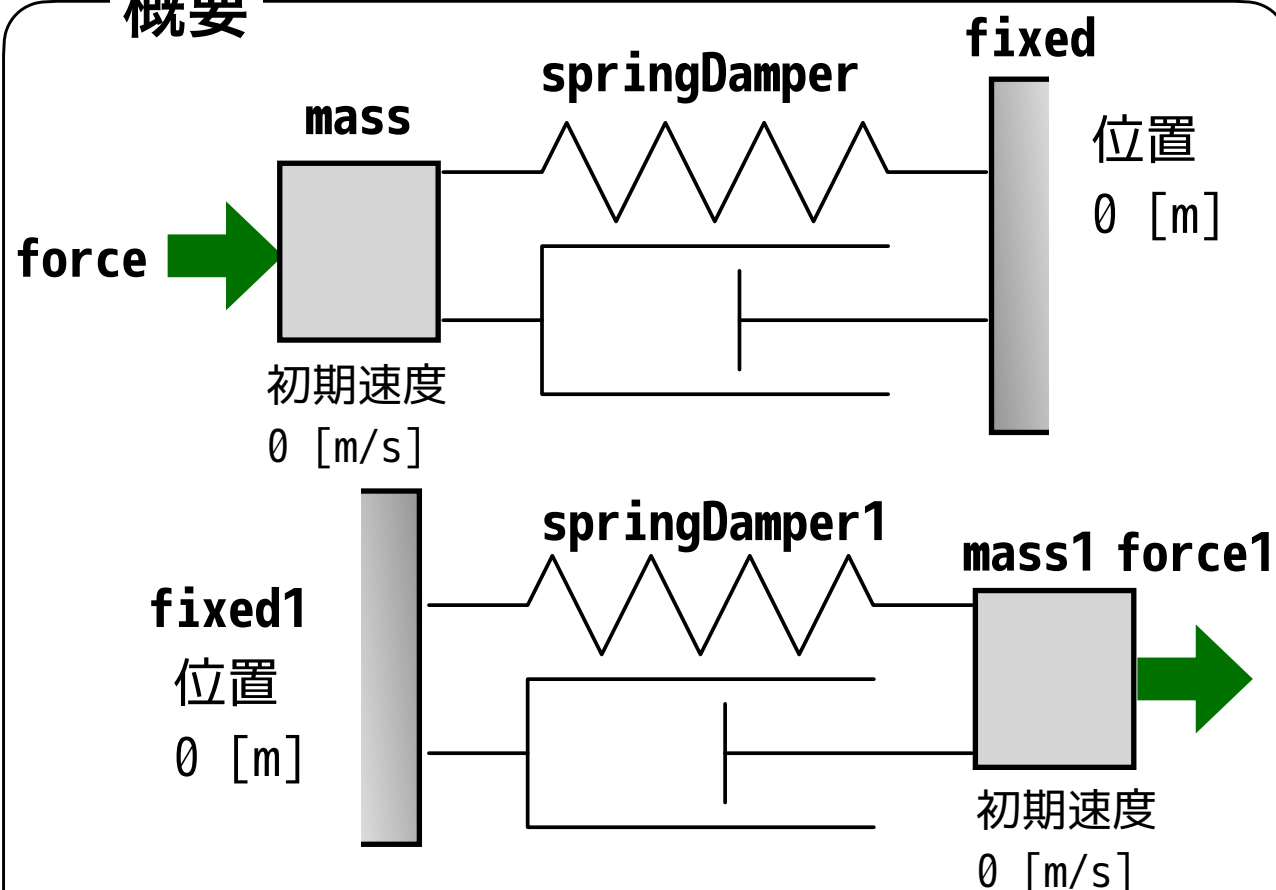 概要
fixed
springDamper
mass
位置
0 [m]
force
初期速度
0 [m/s]
springDamper1
mass1 force1
fixed1
位置
0 [m]
初期速度
0 [m/s]